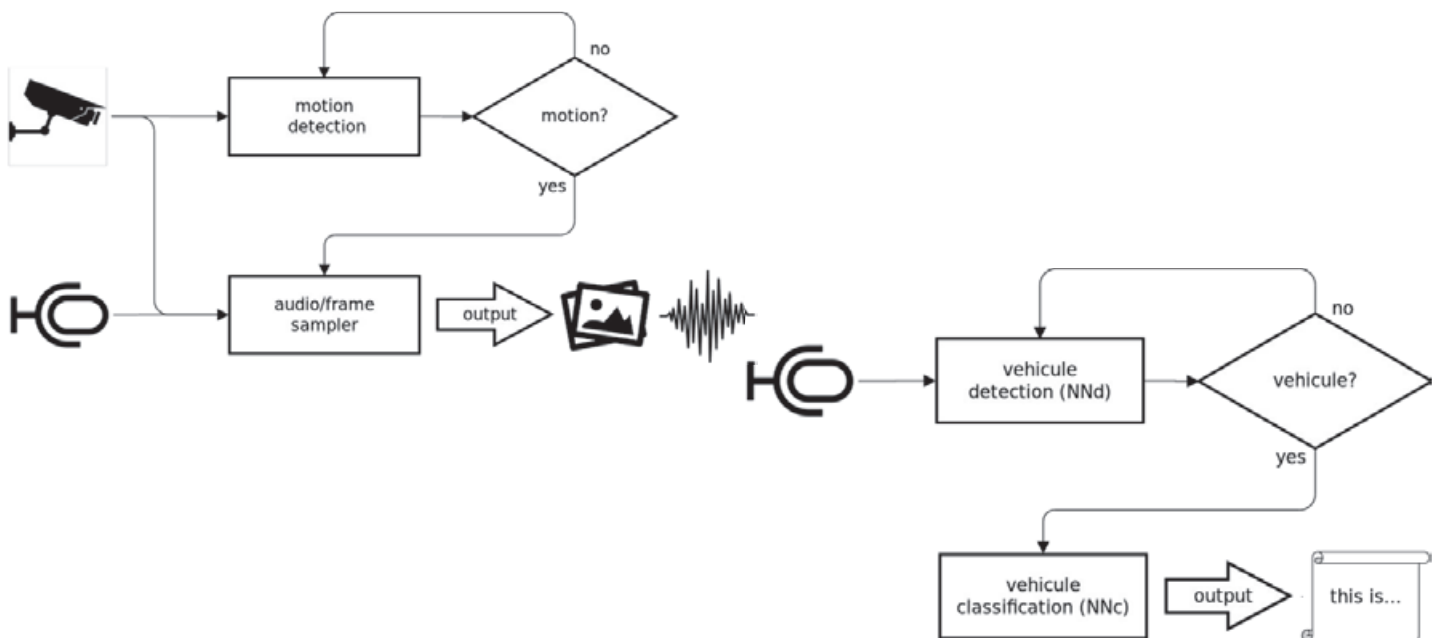 no
motion
detection
motion?
yes
audio/frame
sampler
output
no
vehicule
detection (NNd)
vehicule?
yes
vehicule
classification (NNc)
output
this is...